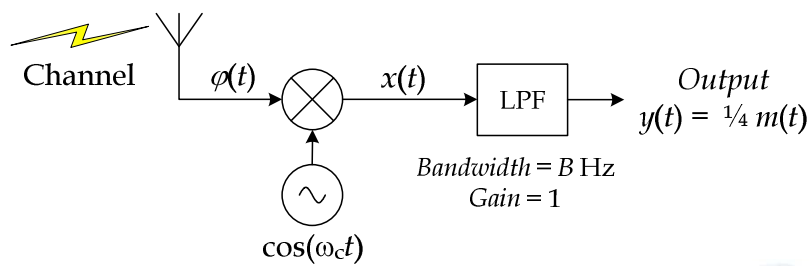 Channel
φ(t)
x(t)
LPF
Output
y(t) = ¼ m(t)
Bandwidth = B Hz
Gain = 1
cos(ωct)